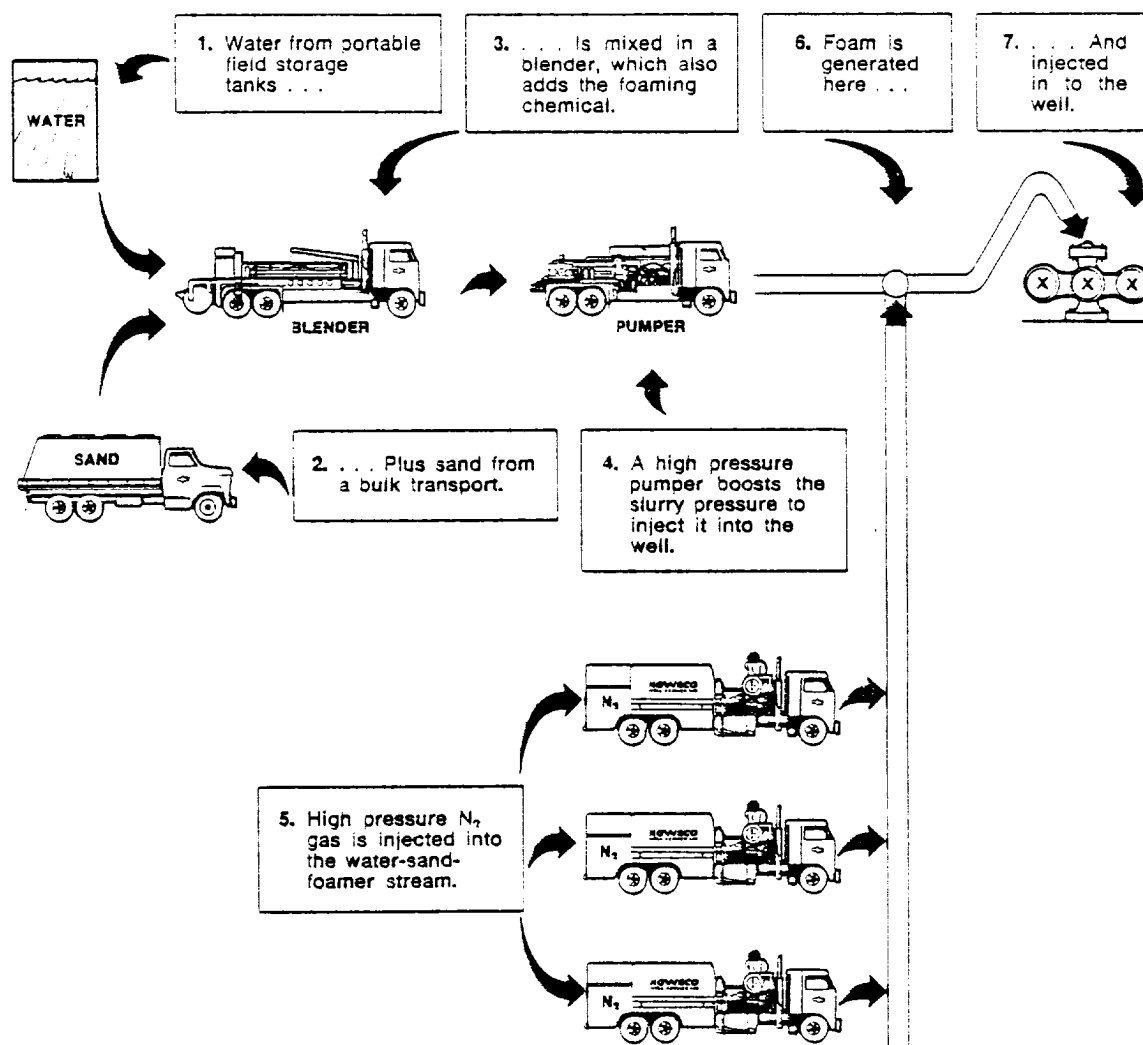 1. Water from portable
field storage
tanks . . .
3. . . . Is mixed in a
blender, which also
adds the foaming
chemical.
6. Foam is
generated
here . . .
7. . . . And
injected
in to the
well.
WATER
BLENDER
PUMPER
SAND
2. . . . Plus sand from
a bulk transport.
4. A high pressure
pumper boosts the
slurry pressure to
inject it into the
well.
NOWSCO
N₂
5. High pressure N₂
gas is injected into
the water-sand-
foamer stream.
NOWSCO
N₂
NOWSCO
N₂